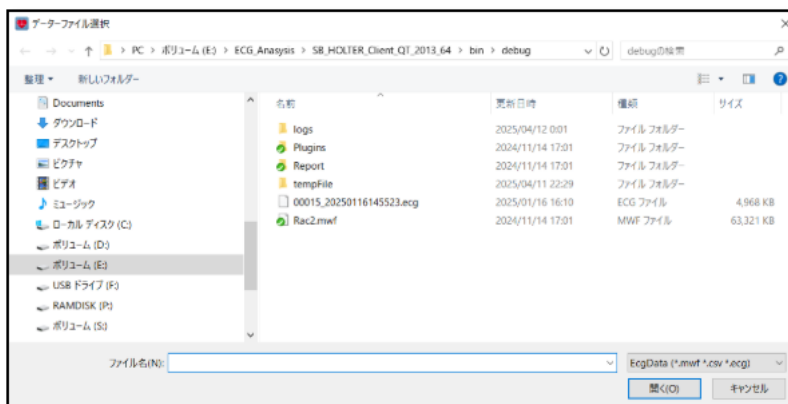 データーファイル選択
PC > ボリューム (E:) > ECG_Anasysis > SB_HOLTER_Client_QT_2013_64 > bin > debug
debugの検索
整理
新しいフォルダー
Documents
ダウンロード
デスクトップ
ピクチャ
ビデオ
ミュージック
ローカル ディスク (C:)
ボリューム (D:)
ボリューム (E:)
USB ドライブ (F:)
RAMDISK (P:)
ボリューム (S:)
名前 更新日時 種類 サイズ
logs 2025/04/12 0:01 ファイル フォルダー
Plugins 2024/11/14 17:01 ファイル フォルダー
Report 2024/11/14 17:01 ファイル フォルダー
tempFile 2025/04/11 22:29 ファイル フォルダー
00015_20250116145523.ecg 2025/01/16 16:10 ECG ファイル 4,968 KB
Rac2.mwf 2024/11/14 17:01 MWF ファイル 63,321 KB
ファイル名(N):
EcgData (*.mwf *.csv *.ecg)
開く(O)
キャンセル